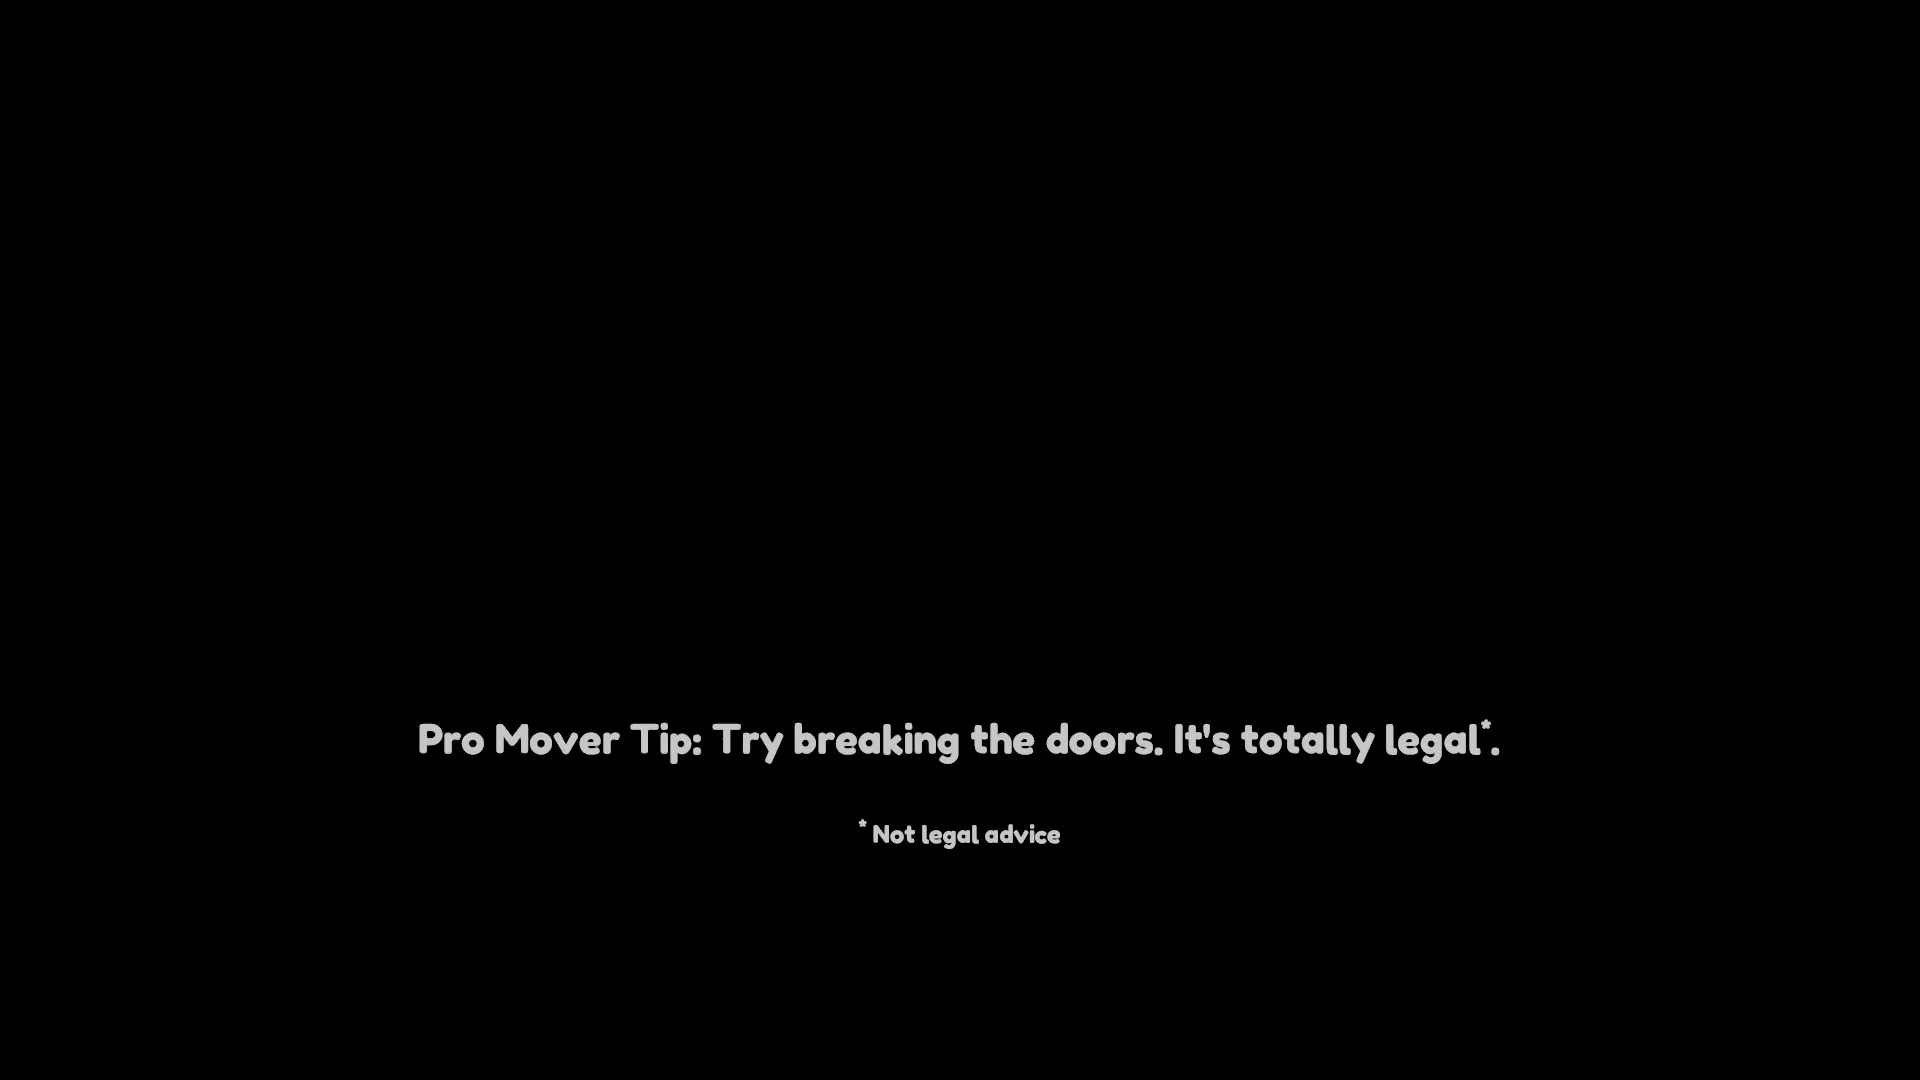 Pro Mover Tip: Try breaking the doors. It's totally legal*.
* Not legal advice